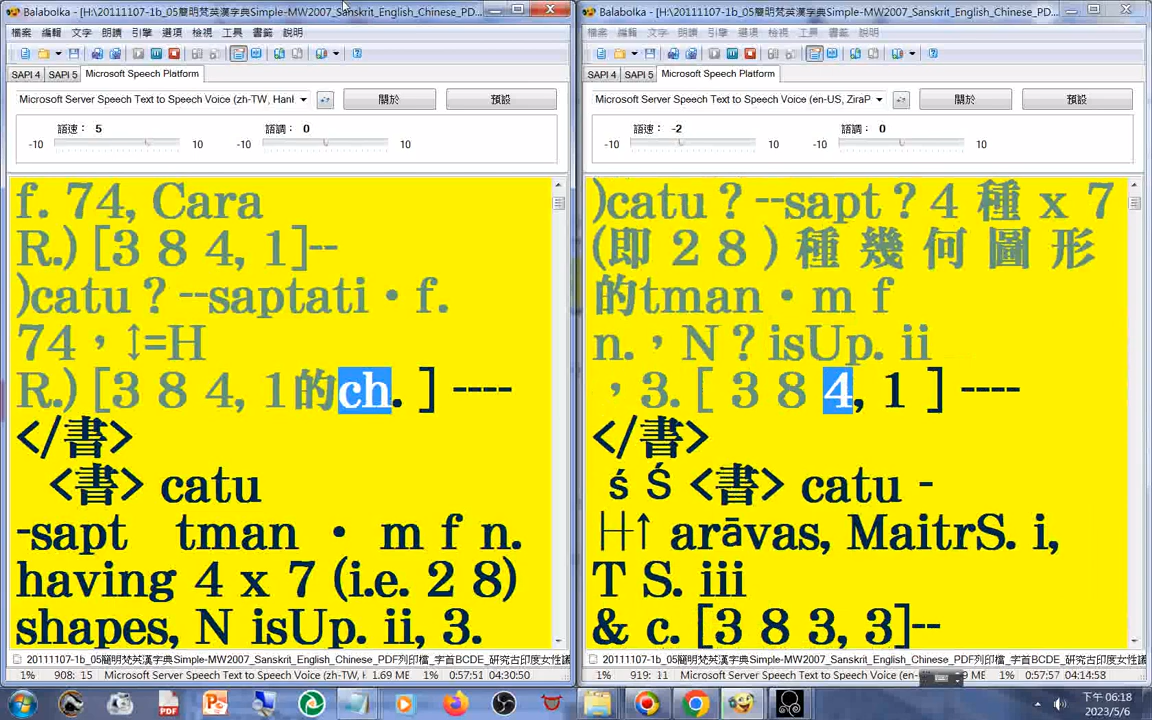 Balabolka - [H:\20111107-1b_05簡明梵英漢字典Simple-MW2007_Sanskrit_English_Chinese_PD...
檔案 編輯 文字 朗讀 引擎 選項 檢視 工具 書籤 說明
SAPI 4 SAPI 5 Microsoft Speech Platform
Microsoft Server Speech Text to Speech Voice (zh-TW, HanI
關於 預設
語速： 5 語調： 0
-10 10 -10 10
f. 74, Cara
R.) [3 8 4, 1]--
)catu？--saptati‧f.
74，↕=H
R.) [3 8 4, 1的ch. ] ----
</書>
<書> catu
-sapt tman ‧ m f n.
having 4 x 7 (i.e. 2 8)
shapes, N isUp. ii, 3.
20111107-1b_05簡明梵英漢字典Simple-MW2007_Sanskrit_English_Chinese_PDF列印檔_字首BCDE_研究古印度女性議
1% 908: 15 Microsoft Server Speech Text to Speech Voice (zh-TW, H 1.69 ME 1% 0:57:51 04:30:50
Balabolka - [H:\20111107-1b_05簡明梵英漢字典Simple-MW2007_Sanskrit_English_Chinese_PD...
檔案 編輯 文字 朗讀 引擎 選項 檢視 工具 書籤 說明
SAPI 4 SAPI 5 Microsoft Speech Platform
Microsoft Server Speech Text to Speech Voice (en-US, ZiraP
關於 預設
語速： -2 語調： 0
-10 10 -10 10
)catu？--sapt？4 種 x 7
(即 2 8 ) 種 幾 何 圖 形
的tman‧m f
n.，N？isUp. ii
，3. [ 3 8 4, 1 ] ----
</書>
ś Ś <書> catu -
H↑ arāvas, MaitrS. i,
T S. iii
& c. [3 8 3, 3]--
20111107-1b_05簡明梵英漢字典Simple-MW2007_Sanskrit_English_Chinese_PDF列印檔_字首BCDE_研究古印度女性議
1% 919: 11 Microsoft Server Speech Text to Speech Voice (en-US, 9 ME 1% 0:57:57 04:14:58
下午 06:18
2023/5/6